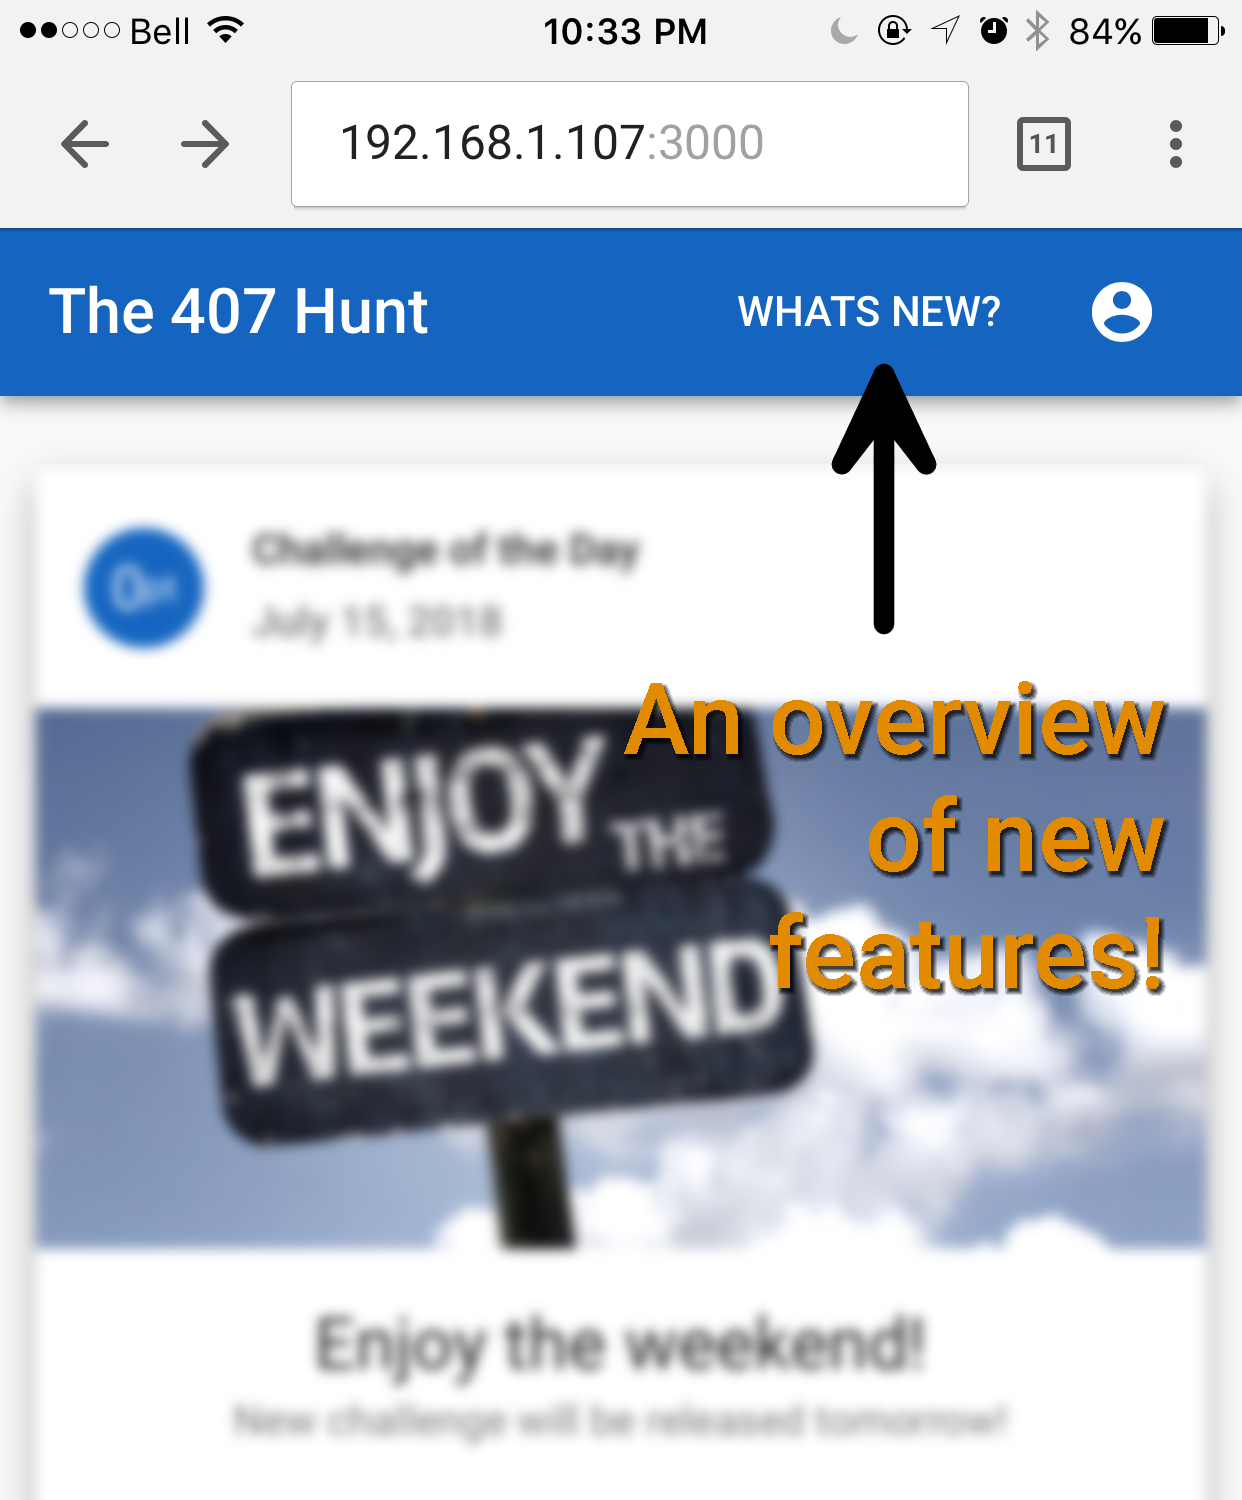 Bell 10:33 PM 84%
192.168.1.107:3000 11
The 407 Hunt WHATS NEW?
Challenge of the Day
0pt
July 15, 2018
An overview
of new
features!
ENJOY
THE
WEEKEND
Enjoy the weekend!
New challenge will be released tomorrow!